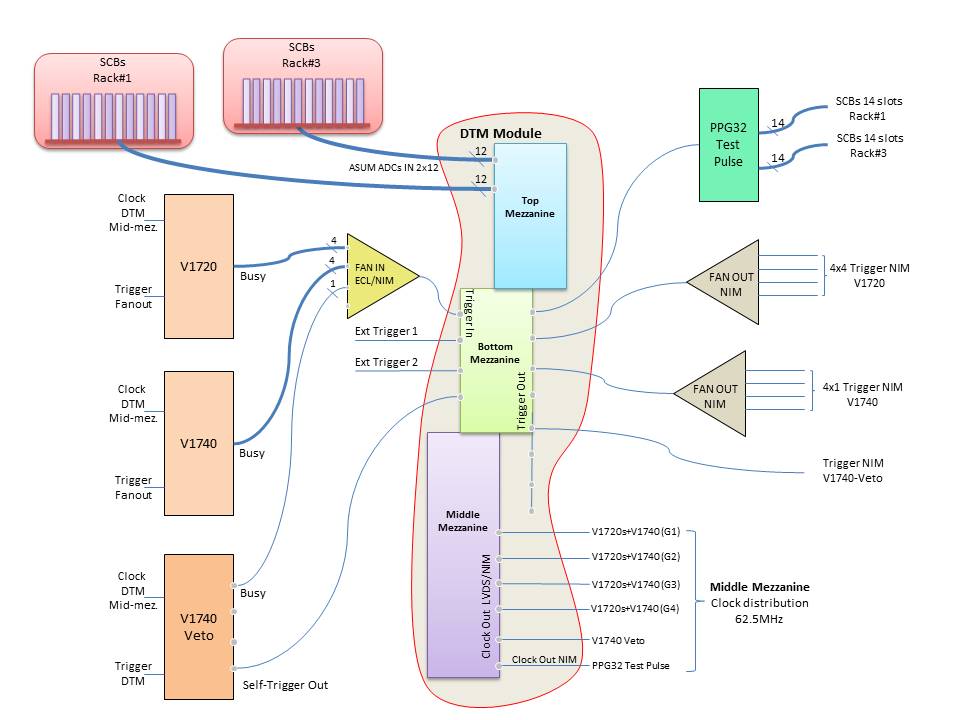 SCBs
Rack#1
SCBs
Rack#3
DTM Module
12
12
ASUM ADCs IN 2x12
Top
Mezzanine
PPG32
Test
Pulse
14
14
SCBs 14 slots
Rack#1
SCBs 14 slots
Rack#3
Clock
DTM
Mid-mez.
V1720
Busy
Trigger
Fanout
4
4
1
FAN IN
ECL/NIM
Trigger In
Ext Trigger 1
Ext Trigger 2
Bottom
Mezzanine
Trigger Out
FAN OUT
NIM
4x4 Trigger NIM
V1720
FAN OUT
NIM
4x1 Trigger NIM
V1740
Trigger NIM
V1740-Veto
Clock
DTM
Mid-mez.
V1740
Busy
Trigger
Fanout
Middle
Mezzanine
Clock Out LVDS/NIM
V1720s+V1740(G1)
V1720s+V1740(G2)
V1720s+V1740(G3)
V1720s+V1740(G4)
V1740 Veto
Clock Out NIM
PPG32 Test Pulse
Middle Mezzanine
Clock distribution
62.5MHz
Clock
DTM
Mid-mez.
V1740
Veto
Busy
Trigger
DTM
Self-Trigger Out